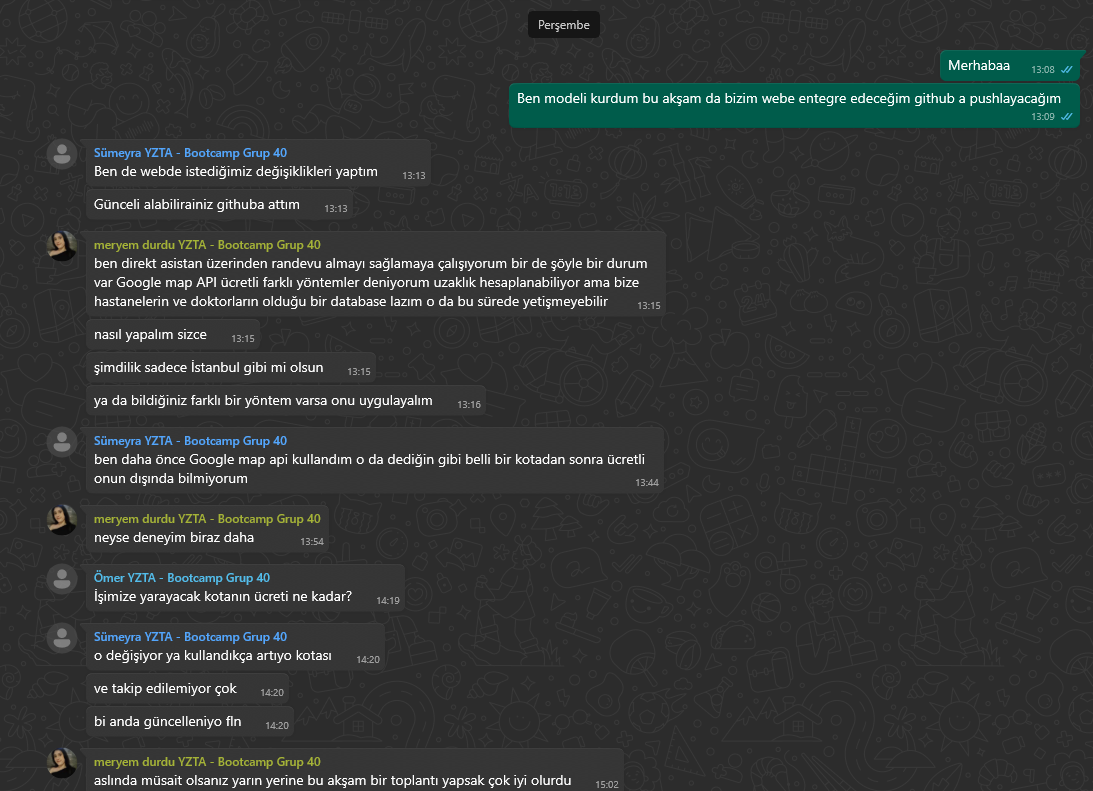 Perşembe
Merhabaa
13:08
Ben modeli kurdum bu akşam da bizim webe entegre edeceğim github a pushlayacağım
13:09
Sümeyra YZTA - Bootcamp Grup 40
Ben de webde istediğimiz değişiklikleri yaptım
13:13
Günceli alabilirainiz githuba attım
13:13
meryem durdu YZTA - Bootcamp Grup 40
ben direkt asistan üzerinden randevu almayı sağlamaya çalışıyorum bir de şöyle bir durum
var Google map API ücretli farklı yöntemler deniyorum uzaklık hesaplanabiliyor ama bize
hastanelerin ve doktorların olduğu bir database lazım o da bu sürede yetişmeyebilir
13:15
nasıl yapalım sizce
13:15
şimdilik sadece İstanbul gibi mi olsun
13:15
ya da bildiğiniz farklı bir yöntem varsa onu uygulayalım
13:16
Sümeyra YZTA - Bootcamp Grup 40
ben daha önce Google map api kullandım o da dediğin gibi belli bir kotadan sonra ücretli
onun dışında bilmiyorum
13:44
meryem durdu YZTA - Bootcamp Grup 40
neyse deneyim biraz daha
13:54
Ömer YZTA - Bootcamp Grup 40
İşimize yarayacak kotanın ücreti ne kadar?
14:19
Sümeyra YZTA - Bootcamp Grup 40
o değişiyor ya kullandıkça artıyo kotası
14:20
ve takip edilemiyor çok
14:20
bi anda güncelleniyo fln
14:20
meryem durdu YZTA - Bootcamp Grup 40
aslında müsait olsanız yarın yerine bu akşam bir toplantı yapsak çok iyi olurdu
15:02